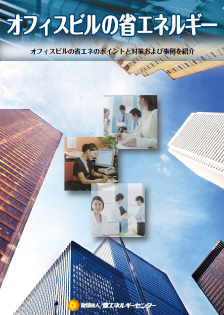 オフィスビルの省エネルギー
オフィスビルの省エネのポイントと対策および事例を紹介
財団法人 省エネルギーセンター